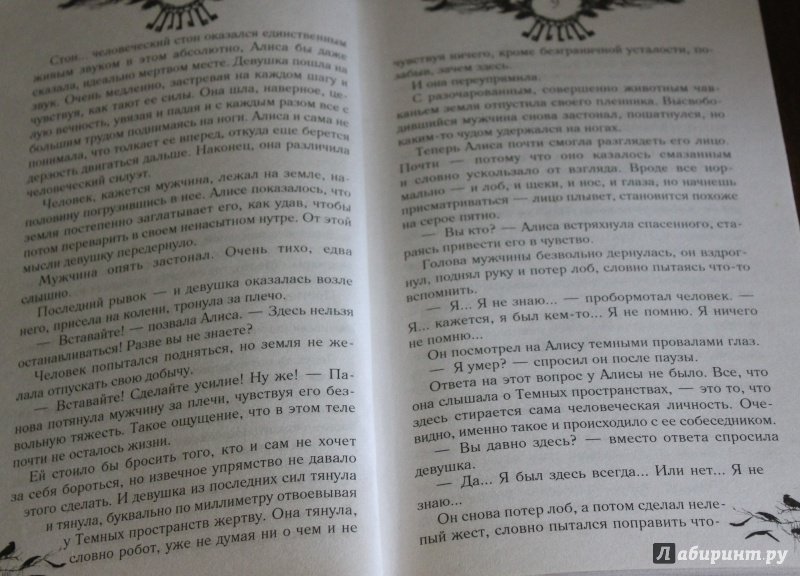 Стон.. человеческий стон оказался единственным
живым звуком в этом абсолютно, Алиса бы даже
сказала, идеально мертвом месте. Девушка пошла на
звук. Очень медленно, застревая на каждом шагу и
чувствуя, как тают ее силы. Она шла, наверное, це-
лую вечность, увязая и падая и с каждым разом все с
большим трудом поднимаясь на ноги. Алиса и сама не
понимала, что толкает ее вперед, откуда еще берется
дерзость двигаться дальше. Наконец, она различила
человеческий силуэт.
Человек, кажется мужчина, лежал на земле, на-
половину погрузившись в нее. Алисе показалось, что
земля постепенно заглатывает его, как удав, чтобы
потом переварить в своем ненасытном нутре. От этой
мысли девушку передернуло.
Мужчина опять застонал. Очень тихо, едва
слышно.
Последний рывок — и девушка оказалась возле
него, присела на колени, тронула за плечо.
— Вставайте! — позвала Алиса. — Здесь нельзя
останавливаться! Разве вы не знаете?
Человек попытался подняться, но земля не же-
лала отпускать свою добычу.
— Вставайте! Сделайте усилие! Ну же! — Па-
нова потянула мужчину за плечи, чувствуя его без-
вольную тяжесть. Такое ощущение, что в этом теле
почти не осталось жизни.
Ей стоило бы бросить того, кто и сам не хочет
за себя бороться, но извечное упрямство не давало
этого сделать. И девушка из последних сил тянула
и тянула, буквально по миллиметру отвоевывая
у Темных пространств жертву. Она тянула,
словно робот, уже не думая ни о чем и не
9
чувствуя ничего, кроме безграничной усталости, по-
забыв, зачем здесь.
И она переупрямила.
С разочарованным, совершенно животным чав-
каньем земля отпустила своего пленника. Высвобо-
дившийся мужчина снова застонал, пошатнулся, но
каким-то чудом удержался на ногах.
Теперь Алиса почти смогла разглядеть его лицо.
Почти — потому что оно казалось смазанным
и словно ускользало от взгляда. Вроде все нор-
мально — и лоб, и щеки, и нос, и глаза, но начнешь
присматриваться — лицо плывет, становится похоже
на серое пятно.
— Вы кто? — Алиса встряхнула спасенного, ста-
раясь привести его в чувство.
Голова мужчины безвольно дернулась, он вздрог-
нул, поднял руку и потер лоб, словно пытаясь что-то
вспомнить.
— Я... Я не знаю... — пробормотал человек. —
Я... кажется, я был кем-то... Я не помню. Я ничего
не помню...
Он посмотрел на Алису темными провалами глаз.
— Я умер? — спросил он после паузы.
Ответа на этот вопрос у Алисы не было. Все, что
она слышала о Темных пространствах, — это то, что
здесь стирается сама человеческая личность. Оче-
видно, именно такое и происходило с ее собеседником.
— Вы давно здесь? — вместо ответа спросила
девушка.
— Да... Я был здесь всегда... Или нет... Я не
знаю...
Он снова потер лоб, а потом сделал неле-
пый жест, словно пытался поправить что-
Лабиринт.ру